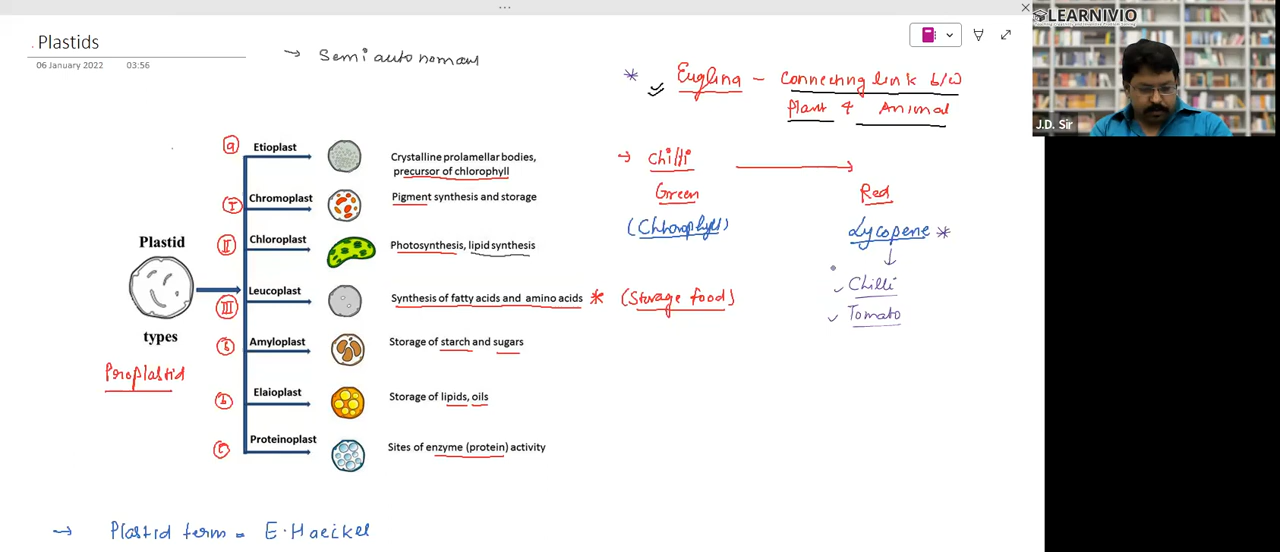 Plastids
06 January 2022 03:56
→ Semiautonomous
* Euglina – Connecting link b/w
Plant & Animal
LEARNIVIO
J.D. Sir
Etioplast
Crystalline prolamellar bodies,
precursor of chlorophyll
I Chromoplast
Pigment synthesis and storage
II Chloroplast
Photosynthesis, lipid synthesis
III Leucoplast
Synthesis of fatty acids and amino acids * (Storage food)
Amyloplast
Storage of starch and sugars
b Elaioplast
Storage of lipids, oils
c Proteinoplast
Sites of enzyme (protein) activity
Plastid
types
Proplastid
→ Chilli → Red
Green
(Chlorophyll)
Lycopene *
↓
Chilli
Tomato
→ Plastid term = E.Haeckel